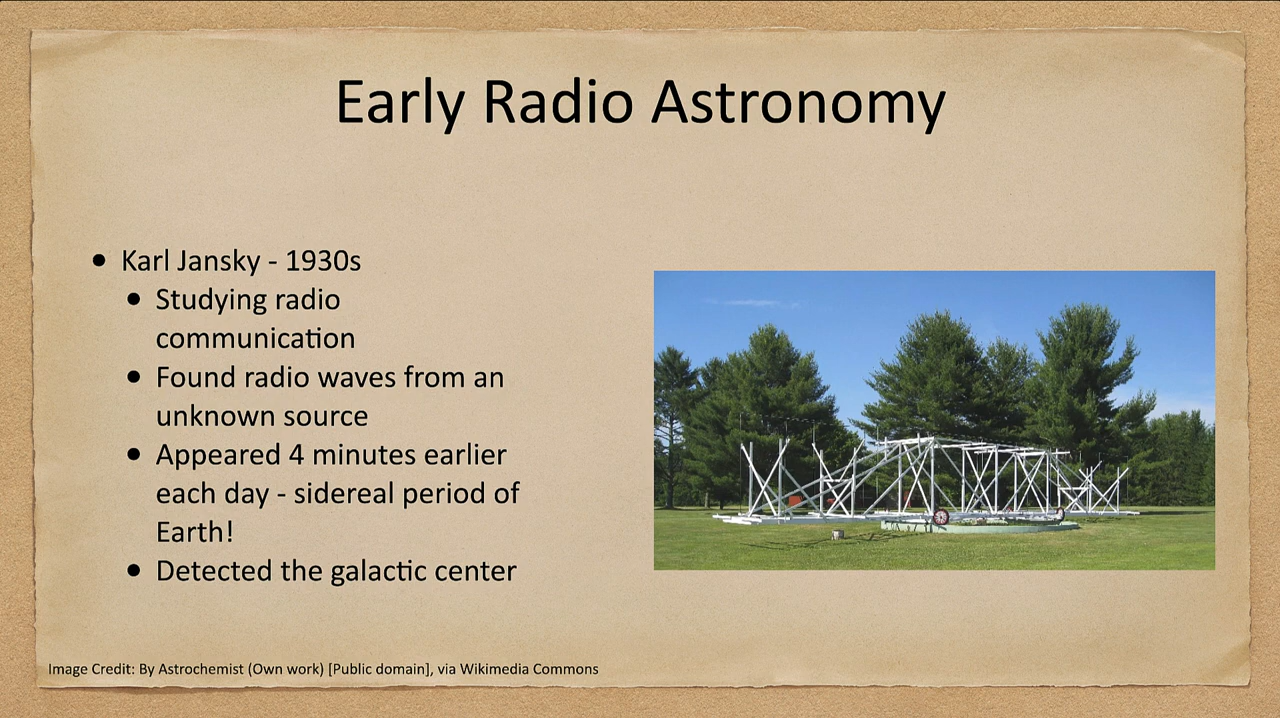 Early Radio Astronomy
• Karl Jansky - 1930s
• Studying radio
communication
• Found radio waves from an
unknown source
• Appeared 4 minutes earlier
each day - sidereal period of
Earth!
• Detected the galactic center
Image Credit: By Astrochemist (Own work) [Public domain], via Wikimedia Commons